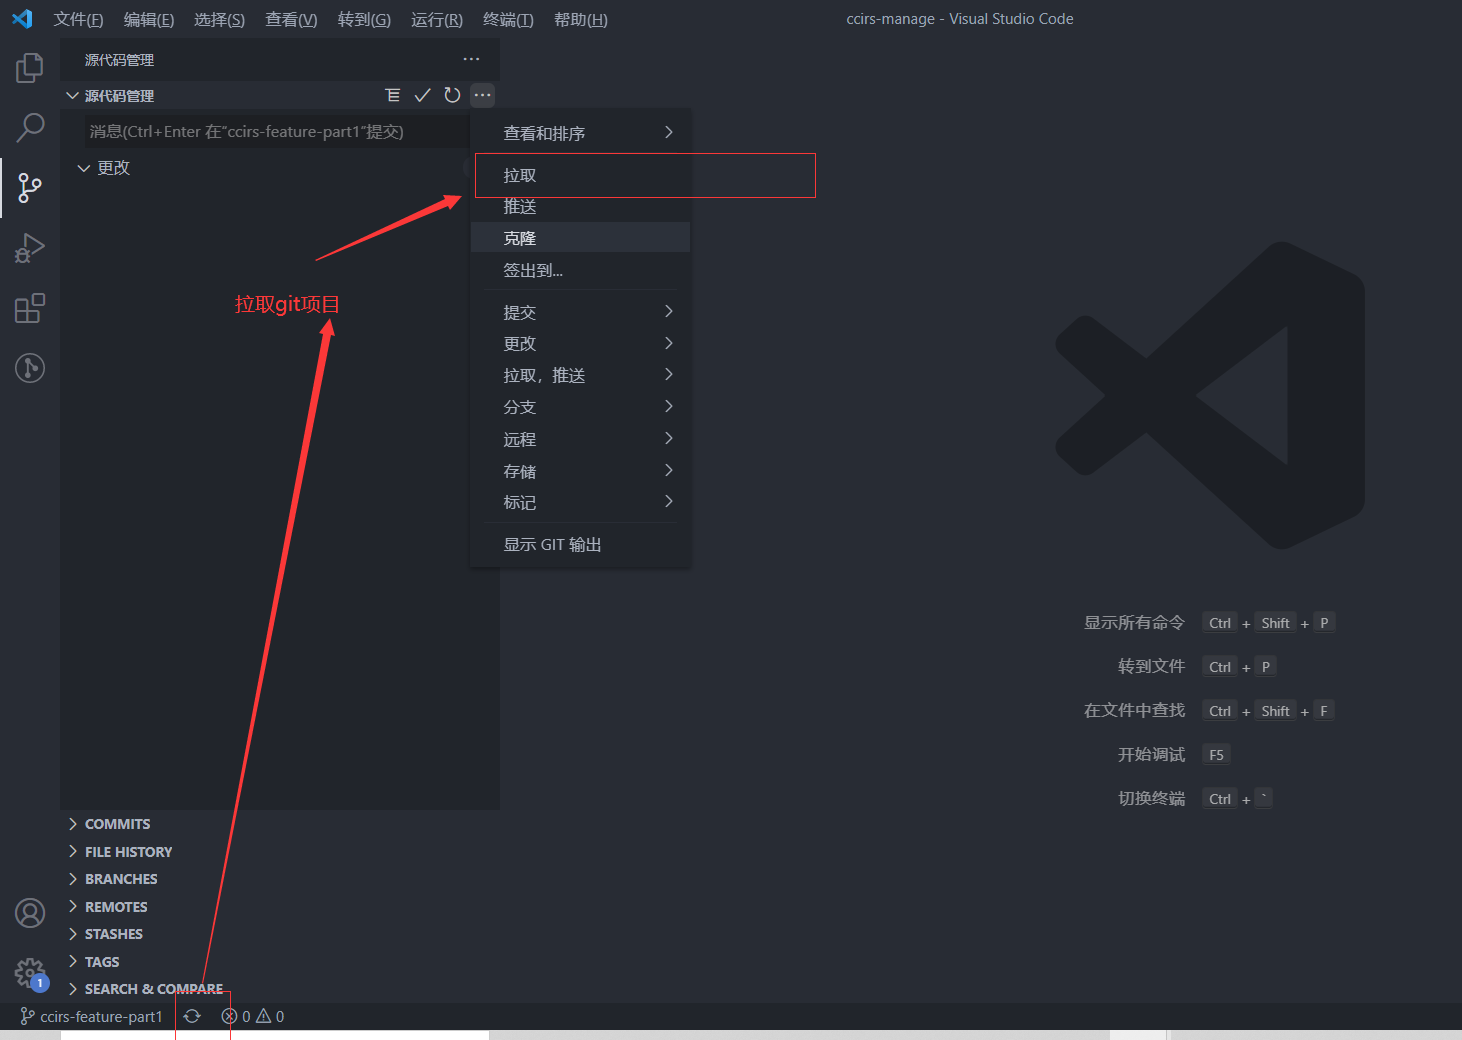 文件(F) 编辑(E) 选择(S) 查看(V) 转到(G) 运行(R) 终端(T) 帮助(H) ccirs-manage - Visual Studio Code
源代码管理
源代码管理
消息(Ctrl+Enter 在"ccirs-feature-part1"提交)
更改
查看和排序
拉取
推送
克隆
签出到...
提交
更改
拉取，推送
分支
远程
存储
标记
显示 GIT 输出
拉取git项目
显示所有命令 Ctrl + Shift + P
转到文件 Ctrl + P
在文件中查找 Ctrl + Shift + F
开始调试 F5
切换终端 Ctrl + `
COMMITS
FILE HISTORY
BRANCHES
REMOTES
STASHES
TAGS
SEARCH & COMPARE
1
ccirs-feature-part1 0 0